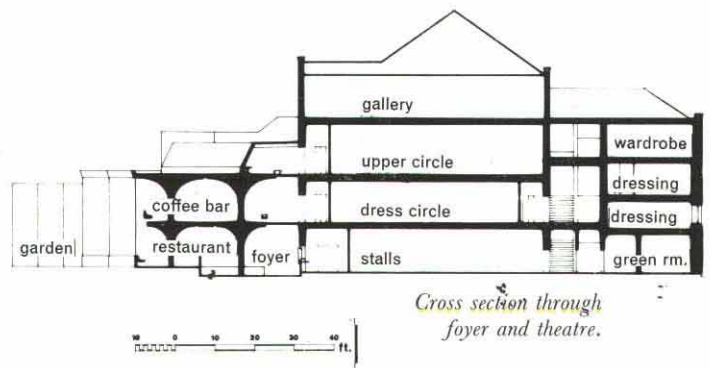 gallery
wardrobe
upper circle
dressing
coffee bar
dress circle
dressing
garden
restaurant
foyer
stalls
green rm.
Cross section through
foyer and theatre.
10 0 10 20 30 40
ft.